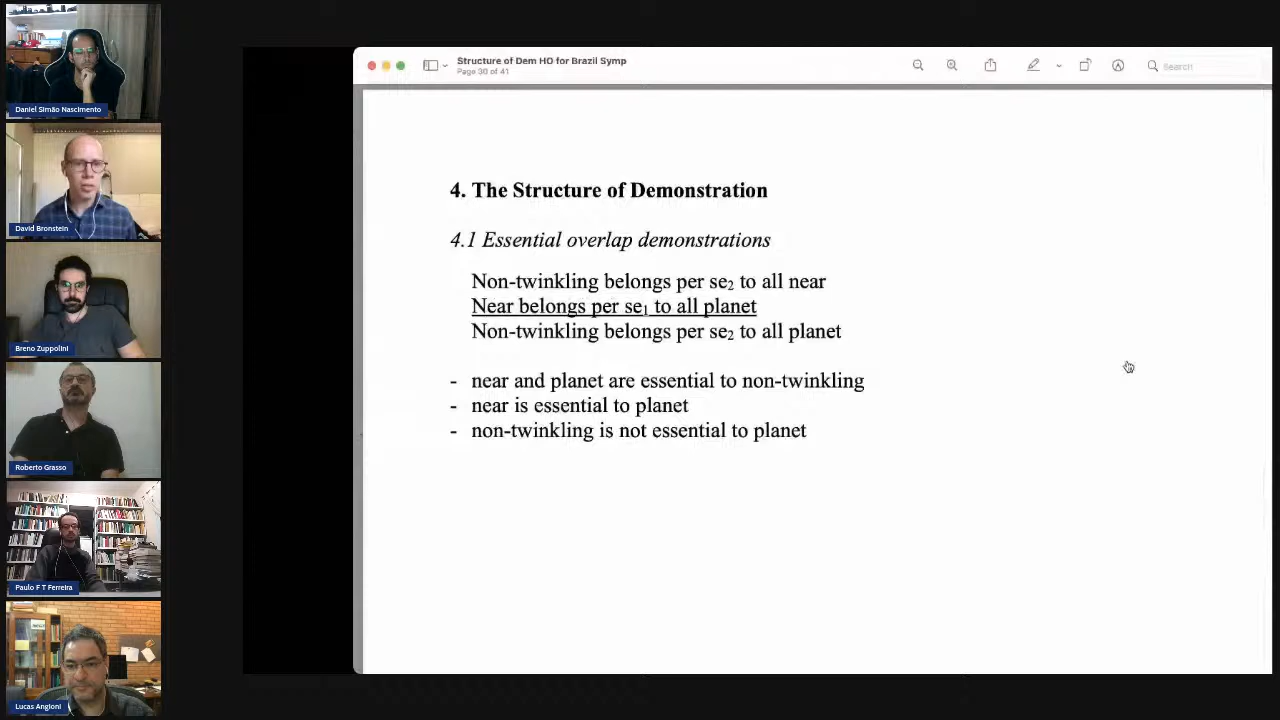 Structure of Dem HO for Brazil Symp
Page 30 of 41
Search
4. The Structure of Demonstration
4.1 Essential overlap demonstrations
Non-twinkling belongs per se₂ to all near
Near belongs per se₁ to all planet
Non-twinkling belongs per se₂ to all planet
- near and planet are essential to non-twinkling
- near is essential to planet
- non-twinkling is not essential to planet
Daniel Simão Nascimento
David Bronstein
Breno Zuppolini
Roberto Grasso
Paulo F T Ferreira
Lucas Angioni